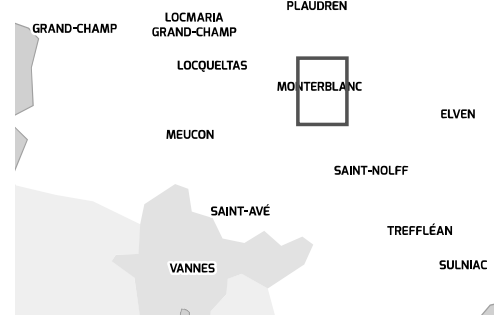 PLAUDREN
LOCMARIA
GRAND-CHAMP
GRAND-CHAMP
LOCQUELTAS
MONTERBLANC
ELVEN
MEUCON
SAINT-NOLFF
SAINT-AVÉ
TREFFLÉAN
VANNES
SULNIAC